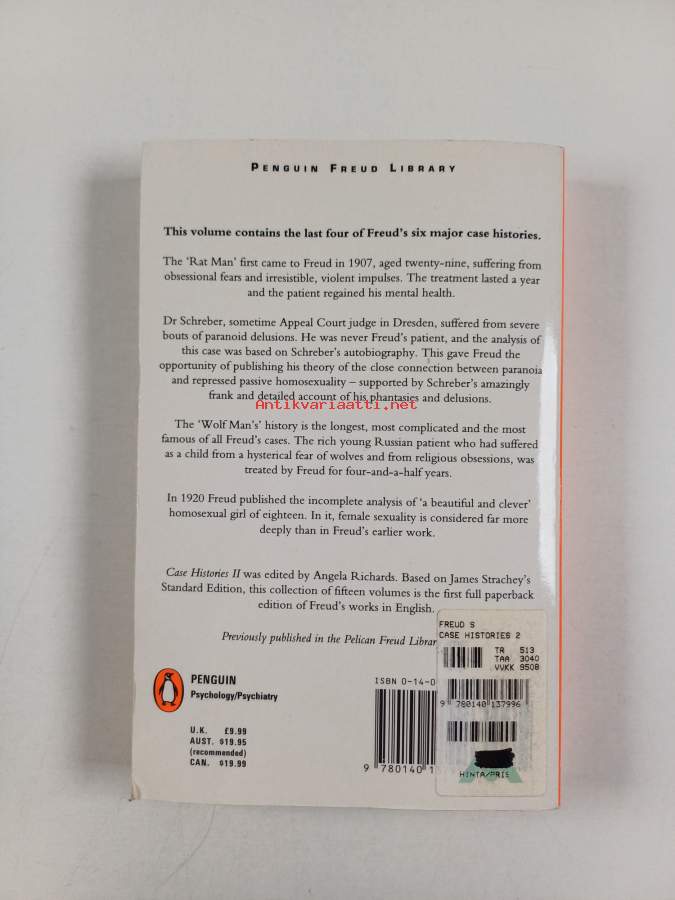 PENGUIN FREUD LIBRARY
This volume contains the last four of Freud's six major case histories.
The 'Rat Man' first came to Freud in 1907, aged twenty-nine, suffering from
obsessional fears and irresistible, violent impulses. The treatment lasted a year
and the patient regained his mental health.
Dr Schreber, sometime Appeal Court judge in Dresden, suffered from severe
bouts of paranoid delusions. He was never Freud's patient, and the analysis of
this case was based on Schreber's autobiography. This gave Freud the
opportunity of publishing his theory of the close connection between paranoia
and repressed passive homosexuality – supported by Schreber's amazingly
frank and detailed account of his phantasies and delusions.
Antikvariaatti.net
The 'Wolf Man's' history is the longest, most complicated and the most
famous of all Freud's cases. The rich young Russian patient who had suffered
as a child from a hysterical fear of wolves and from religious obsessions, was
treated by Freud for four-and-a-half years.
In 1920 Freud published the incomplete analysis of 'a beautiful and clever'
homosexual girl of eighteen. In it, female sexuality is considered far more
deeply than in Freud's earlier work.
Case Histories II was edited by Angela Richards. Based on James Strachey's
Standard Edition, this collection of fifteen volumes is the first full paperback
edition of Freud's works in English.
Previously published in the Pelican Freud Librar
FREUD S
CASE HISTORIES 2
TR 513
TAA 3040
VVKK 9508
9 780140 137996
HINTA/PRIS
PENGUIN
Psychology/Psychiatry
U.K. £9.99
AUST. $19.95
(recommended)
CAN. $19.99
ISBN 0-14-0
9 780140 1